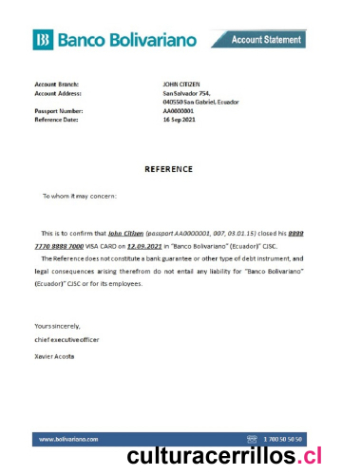 Banco Bolivariano
Account Statement
Account Branch: JOHN CITIZEN
Account Address: San Salvador 754,
040550 San Gabriel, Ecuador
Passport Number: AA0000001
Reference Date: 16 Sep 2021
REFERENCE
To whom it may concern:
This is to confirm that John Citizen (passport AA0000001, 007, 03.01.15) closed his 8888
7770 8888 7000 VISA CARD on 12.09.2021 in "Banco Bolivariano" (Ecuador)" CJSC.
The Reference does not constitute a bank guarantee or other type of debt instrument, and
legal consequences arising therefrom do not entail any liability for "Banco Bolivariano"
(Ecuador)" CJSC or for its employees.
Yours sincerely,
chief executive officer
Xavier Acosta
www.bolivariano.com
1 700 50 50 50
culturacerrillos.cl